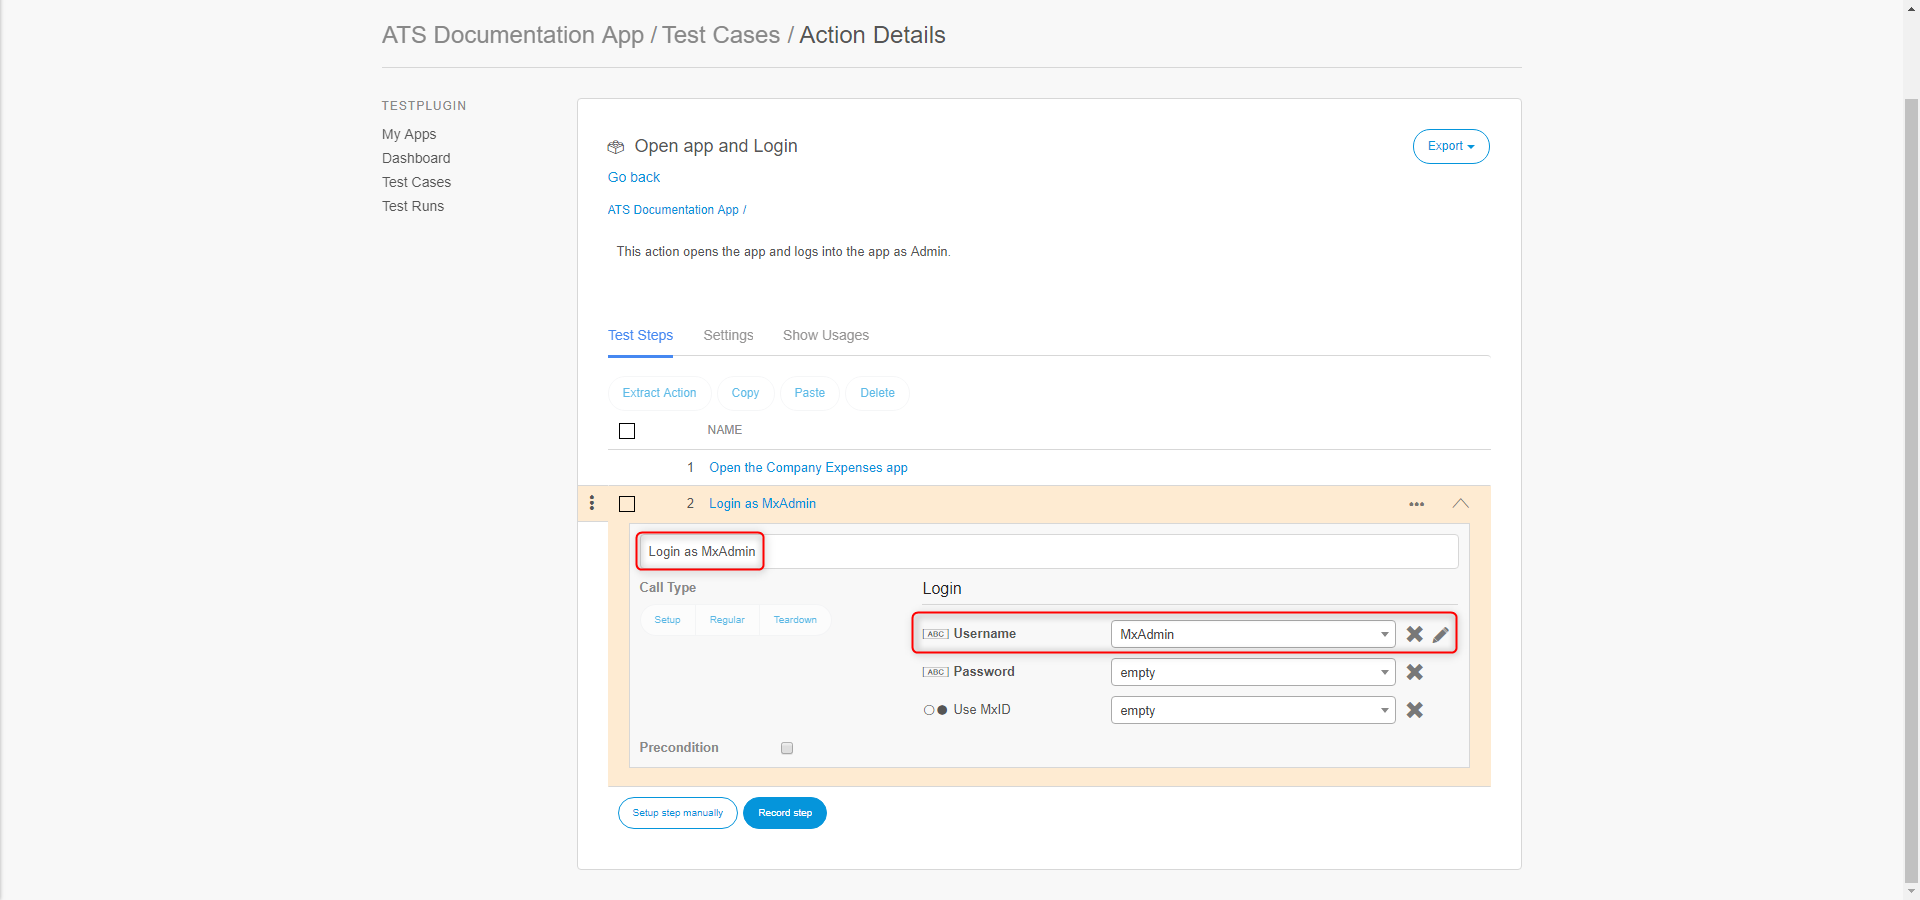 ATS Documentation App / Test Cases / Action Details
TESTPLUGIN
My Apps
Dashboard
Test Cases
Test Runs
Open app and Login
Export
Go back
ATS Documentation App /
This action opens the app and logs into the app as Admin.
Test Steps Settings Show Usages
Extract Action Copy Paste Delete
NAME
1 Open the Company Expenses app
2 Login as MxAdmin
Login as MxAdmin
Call Type Login
Setup Regular Teardown
ABC Username MxAdmin
ABC Password empty
Use MxID empty
Precondition
Setup step manually Record step